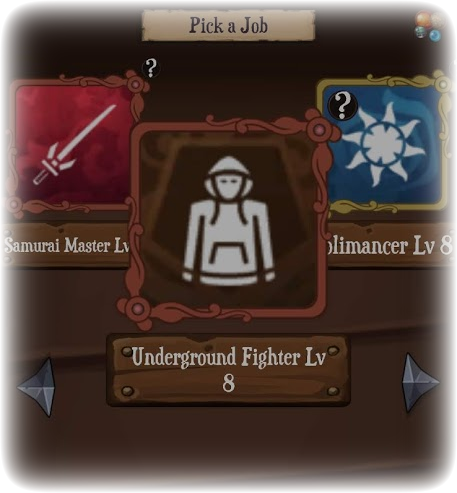 Pick a Job
?
?
Samurai Master Lv
olimancer Lv 8
Underground Fighter Lv
8